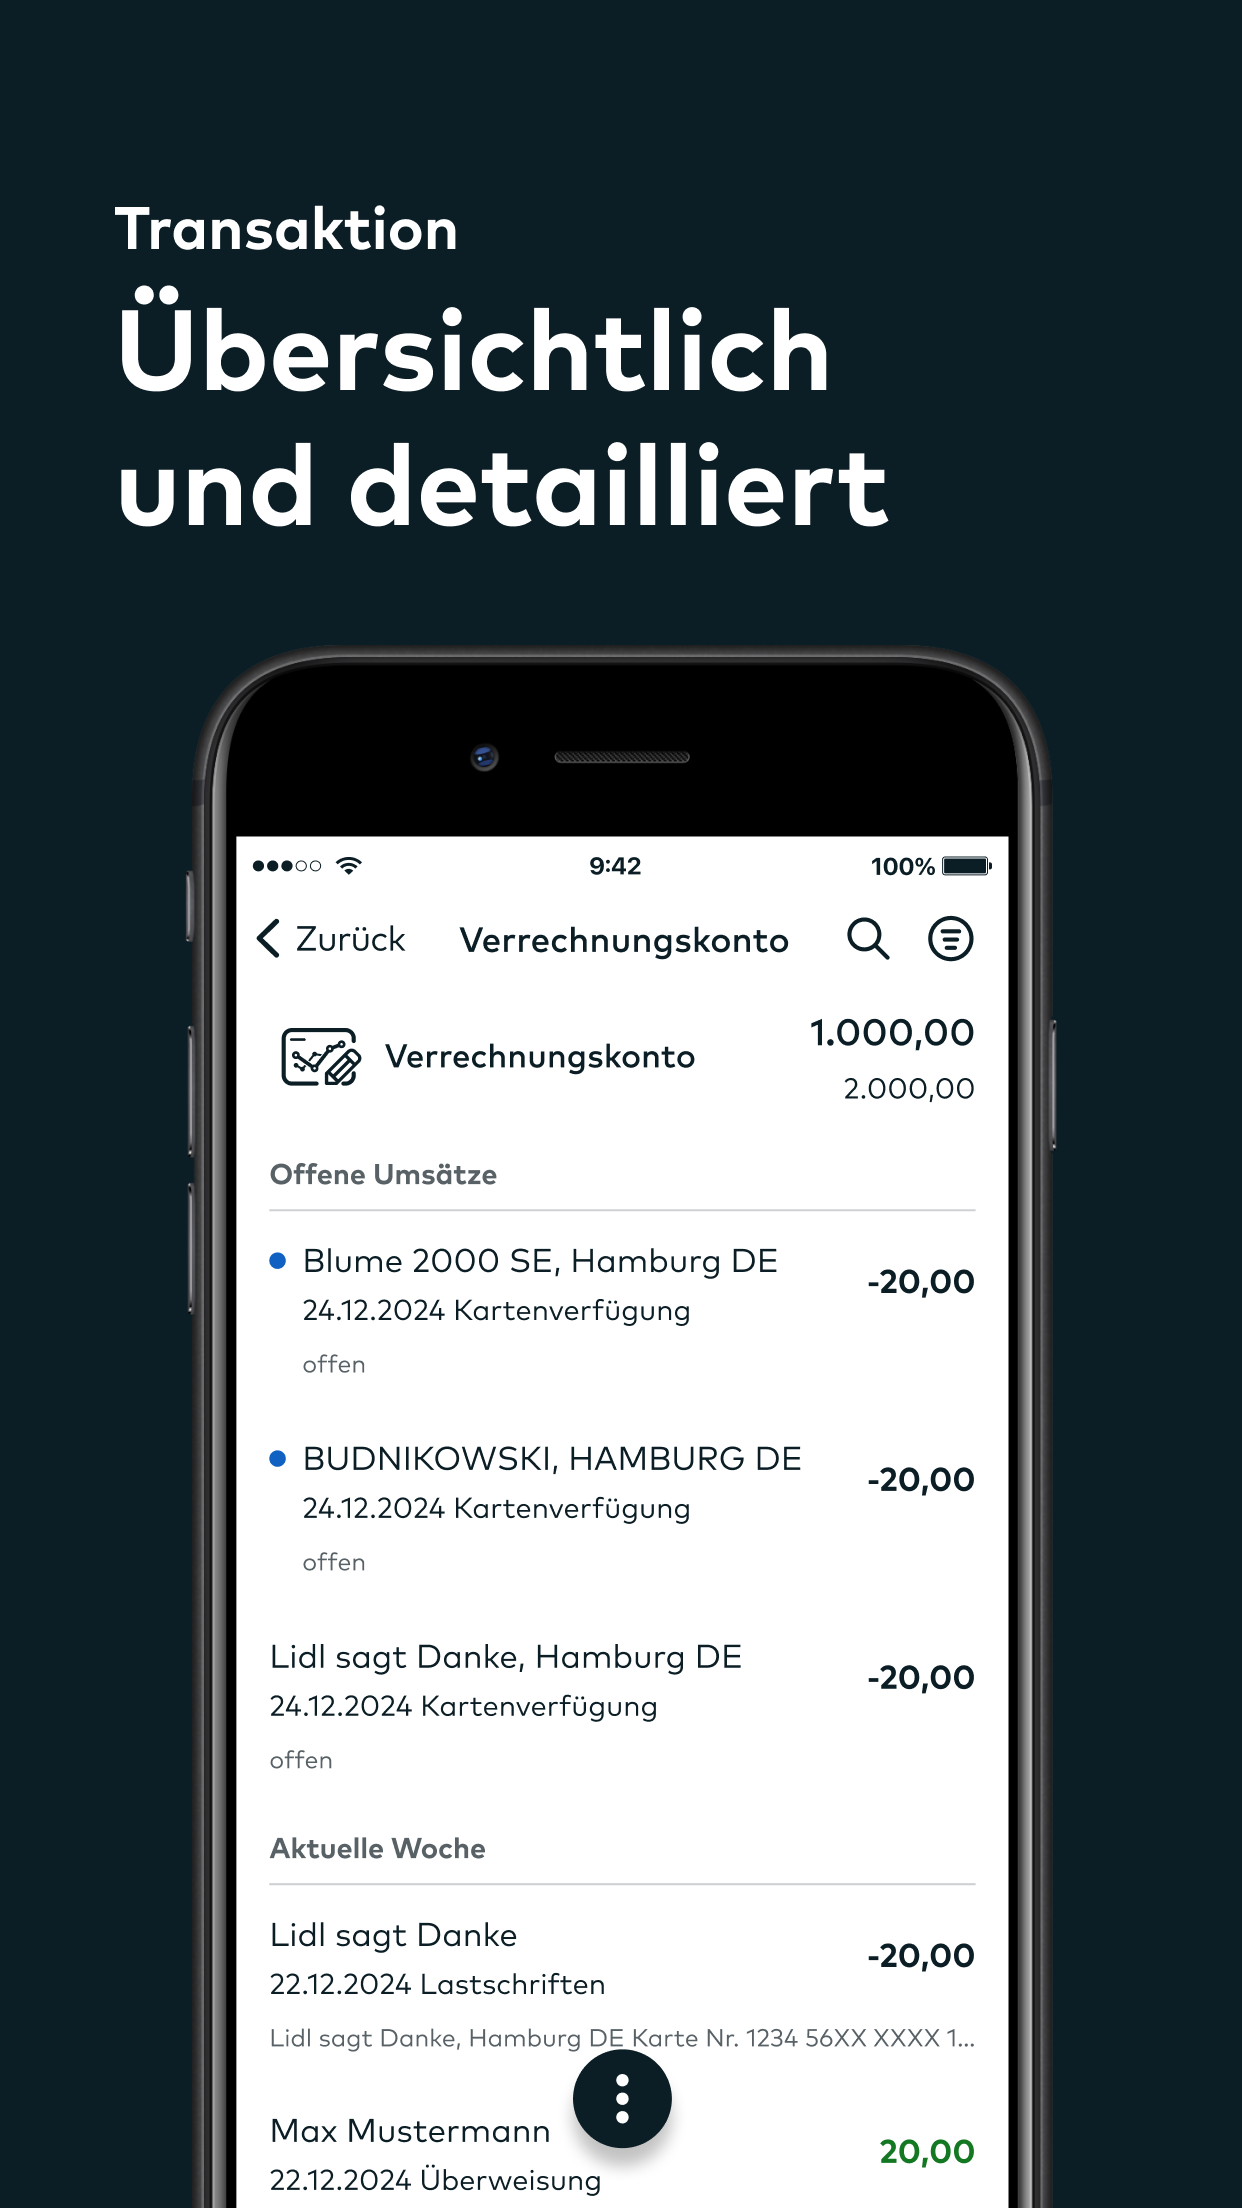 Transaktion
Übersichtlich
und detailliert
9:42
100%
Zurück
Verrechnungskonto
Verrechnungskonto
1.000,00
2.000,00
Offene Umsätze
Blume 2000 SE, Hamburg DE
-20,00
24.12.2024 Kartenverfügung
offen
BUDNIKOWSKI, HAMBURG DE
-20,00
24.12.2024 Kartenverfügung
offen
Lidl sagt Danke, Hamburg DE
-20,00
24.12.2024 Kartenverfügung
offen
Aktuelle Woche
Lidl sagt Danke
-20,00
22.12.2024 Lastschriften
Lidl sagt Danke, Hamburg DE Karte Nr. 1234 56XX XXXX 1...
Max Mustermann
20,00
22.12.2024 Überweisung